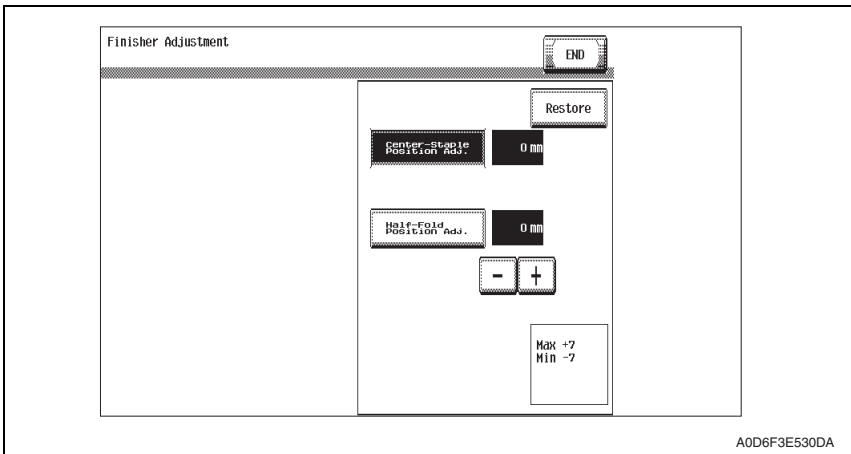 Finisher Adjustment
END
Restore
Center-Staple
Position Adj.
0 mm
Half-Fold
Position Adj.
0 mm
- +
Max +7
Min -7
A0D6F3E530DA